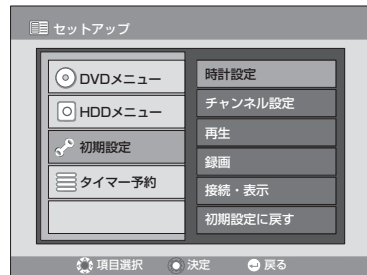 セットアップ
DVDメニュー
HDDメニュー
初期設定
タイマー予約
時計設定
チャンネル設定
再生
録画
接続・表示
初期設定に戻す
項目選択 決定 戻る